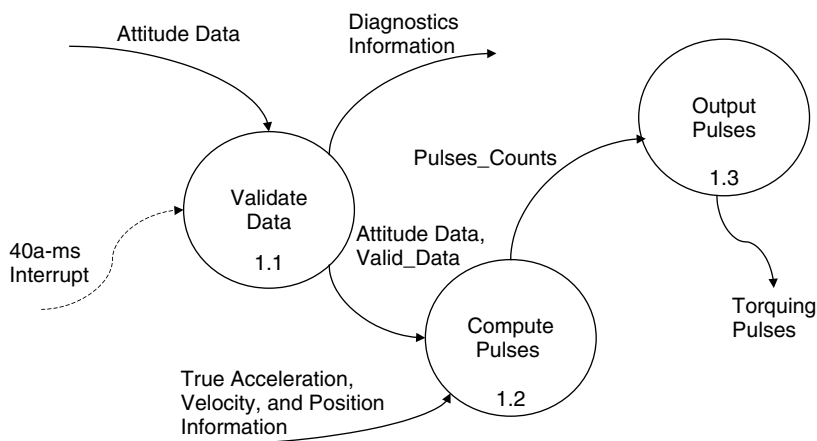 Attitude Data
Diagnostics
Information
Output
Pulses
1.3
Pulses_Counts
Validate
Data
1.1
40a-ms
Interrupt
Attitude Data,
Valid_Data
Torquing
Pulses
Compute
Pulses
1.2
True Acceleration,
Velocity, and Position
Information